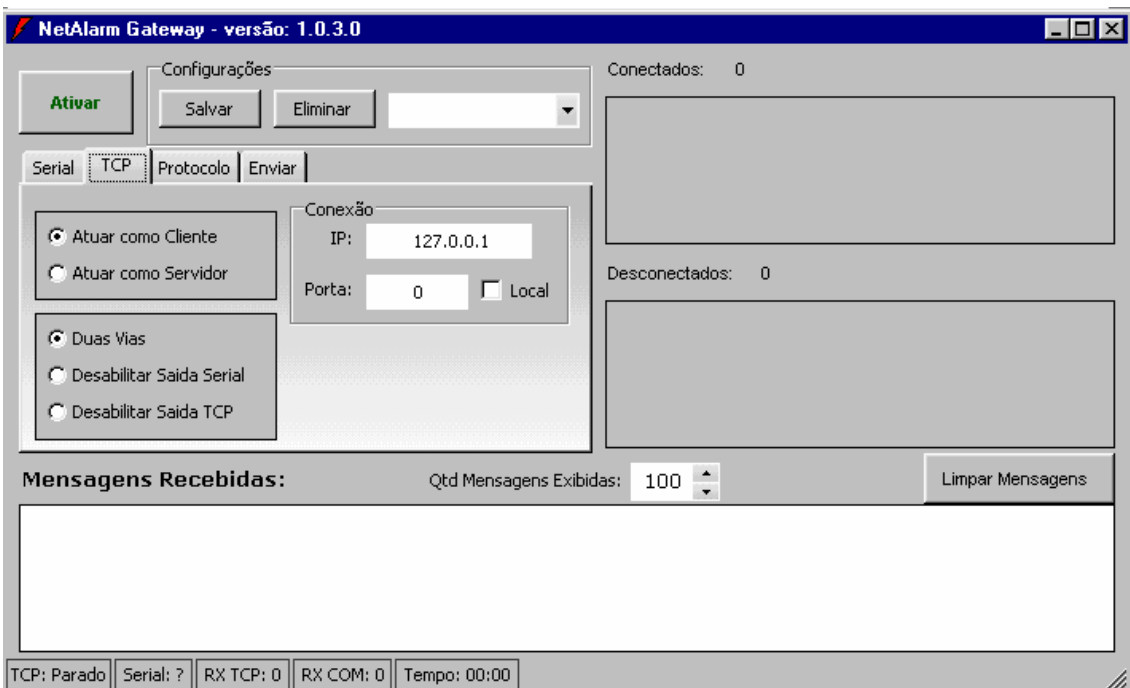 NetAlarm Gateway - versão: 1.0.3.0
Ativar
Configurações
Salvar
Eliminar
Serial
TCP
Protocolo
Enviar
Atuar como Cliente
Atuar como Servidor
Conexão
IP: 127.0.0.1
Porta: 0
Local
Duas Vias
Desabilitar Saida Serial
Desabilitar Saida TCP
Conectados: 0
Desconectados: 0
Mensagens Recebidas:
Qtd Mensagens Exibidas: 100
Limpar Mensagens
TCP: Parado
Serial: ?
RX TCP: 0
RX COM: 0
Tempo: 00:00